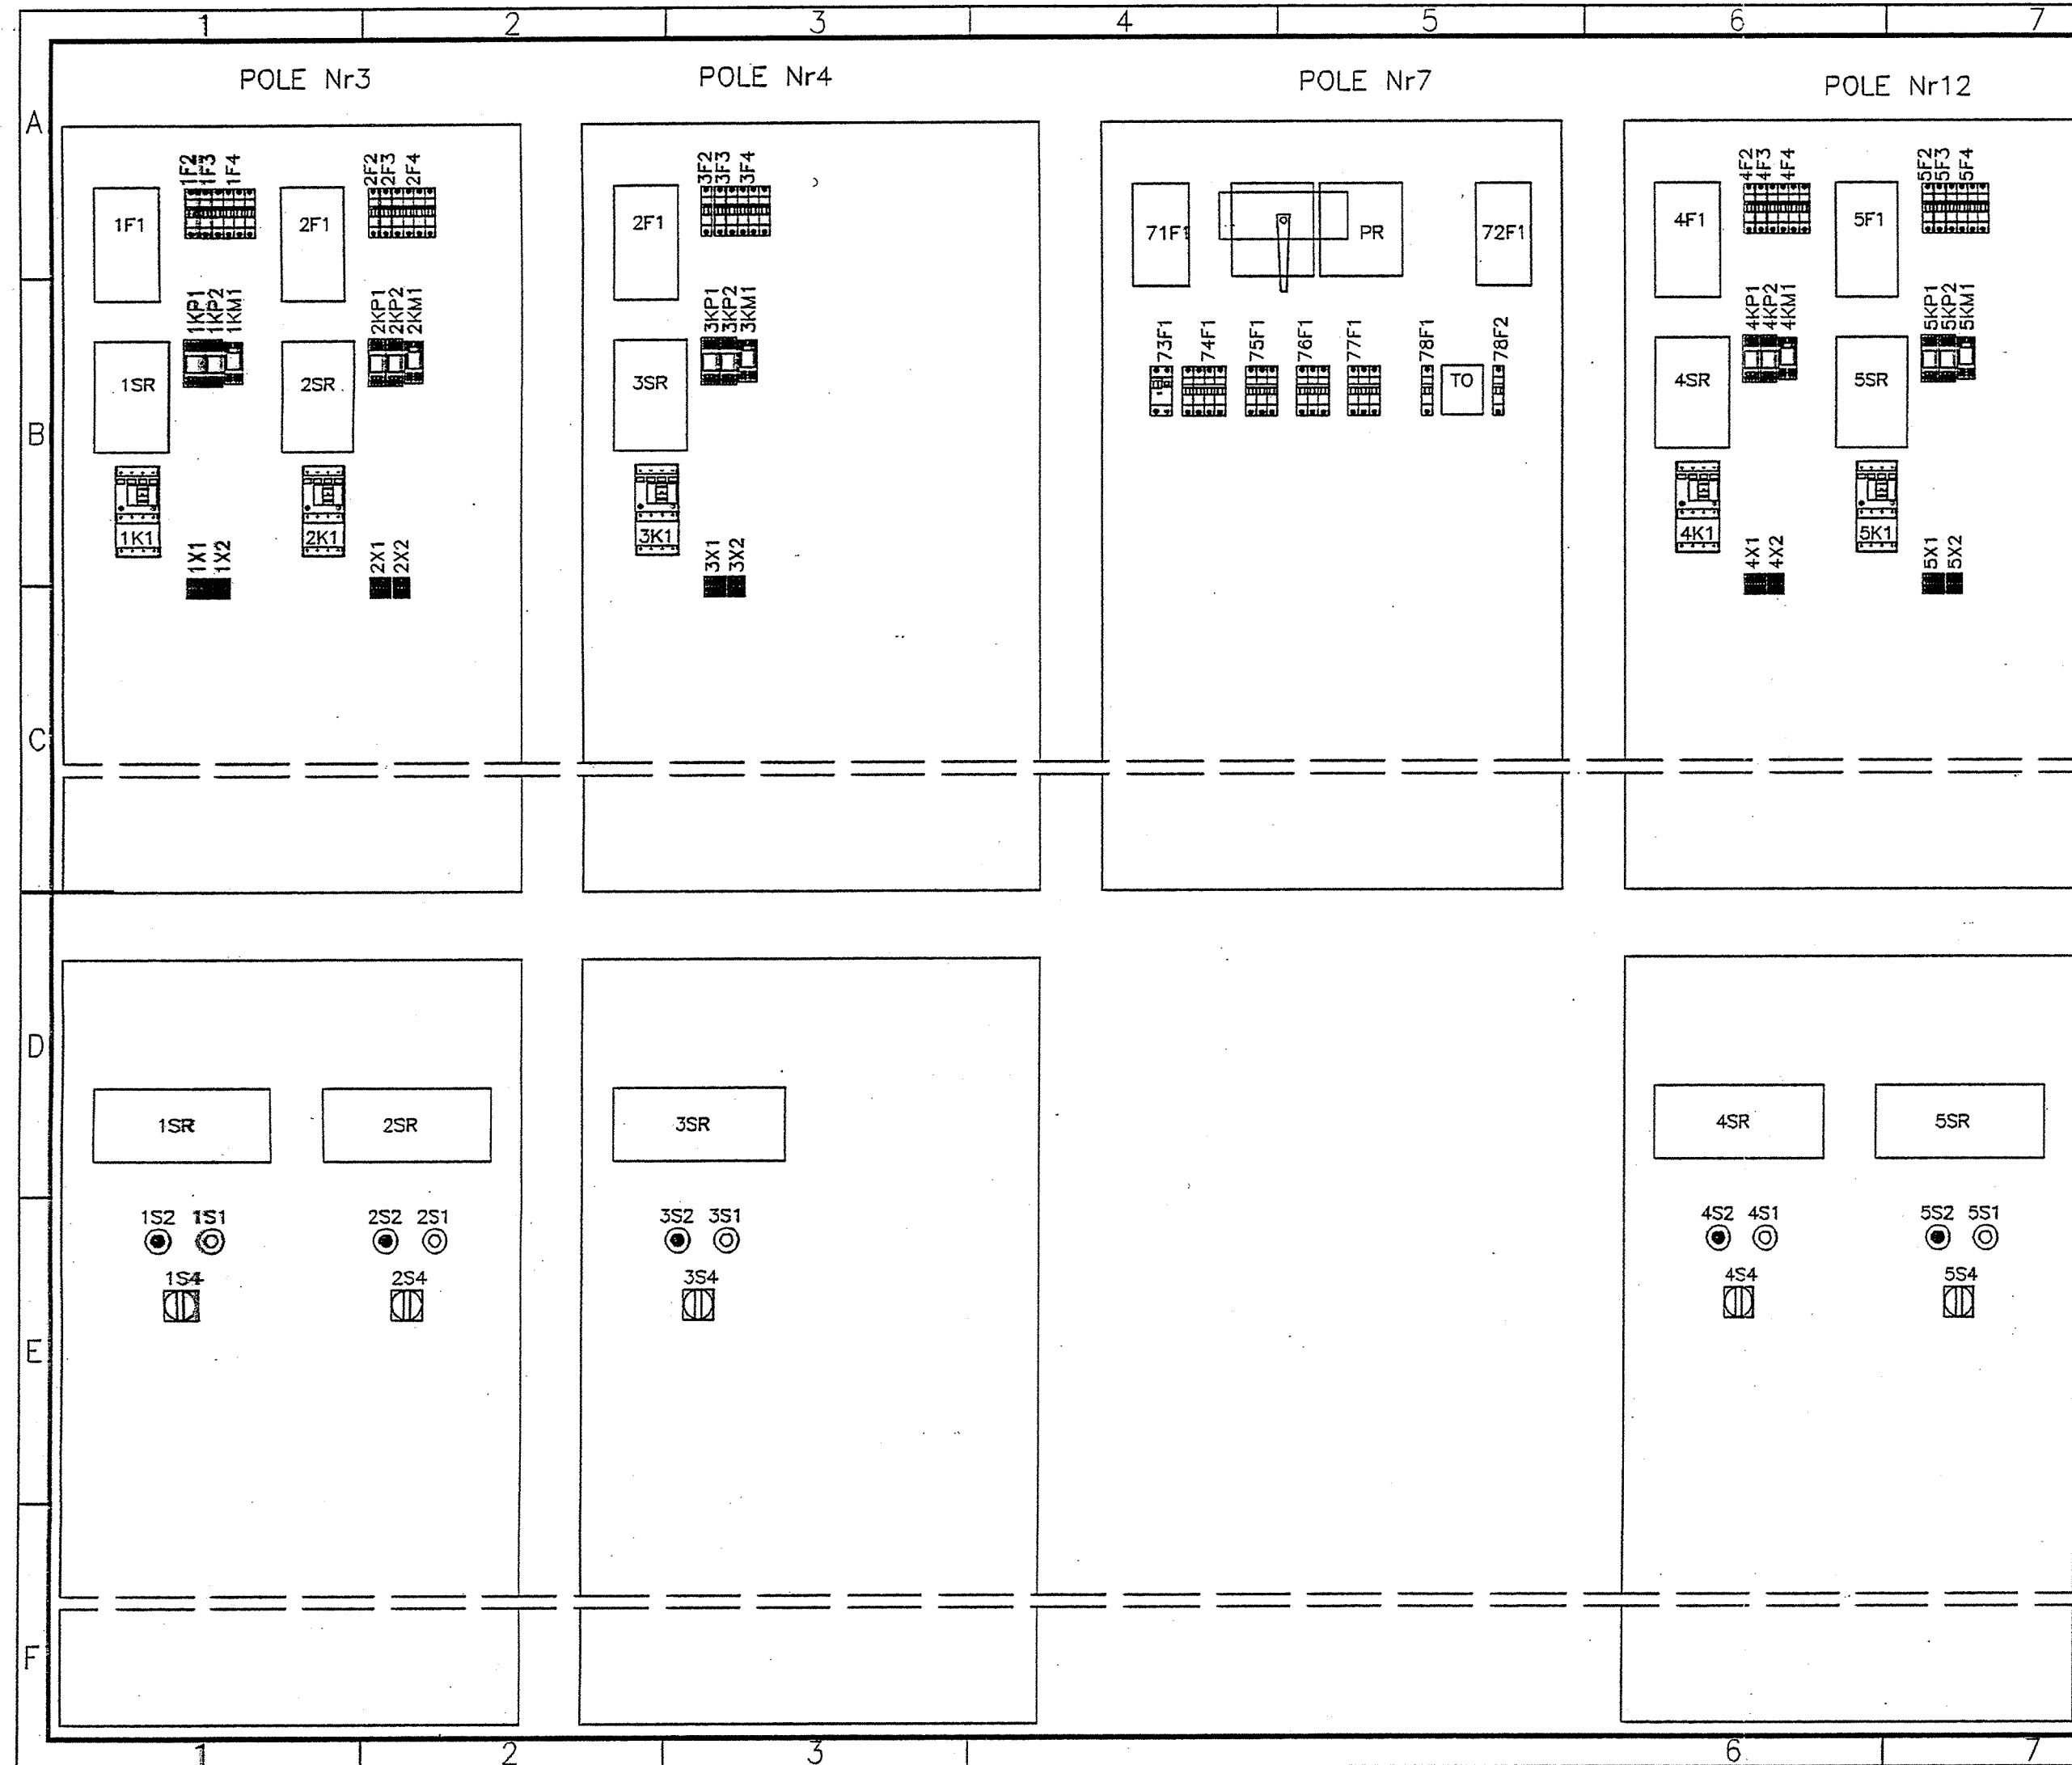 1 2 3 4 5 6 7
POLE Nr3 POLE Nr4 POLE Nr7 POLE Nr12
A
1F2 1F3 1F4 2F2 2F3 2F4 3F2 3F3 3F4 4F2 4F3 4F4 5F2 5F3 5F4
1F1 2F1 2F1 71F1 PR 72F1 4F1 5F1
1KP1 1KP2 1KM1 2KP1 2KP2 2KM1 3KP1 3KP2 3KM1 4KP1 4KP2 4KM1 5KP1 5KP2 5KM1
73F1 74F1 75F1 76F1 77F1 78F1 78F2
1SR 2SR 3SR TO 4SR 5SR
B
1K1 2K1 3K1 4K1 5K1
1X1 1X2 2X1 2X2 3X1 3X2 4X1 4X2 5X1 5X2
C
D
1SR 2SR 3SR 4SR 5SR
1S2 1S1 2S2 2S1 3S2 3S1 4S2 4S1 5S2 5S1
1S4 2S4 3S4 4S4 5S4
E
F
1 2 3 6 7